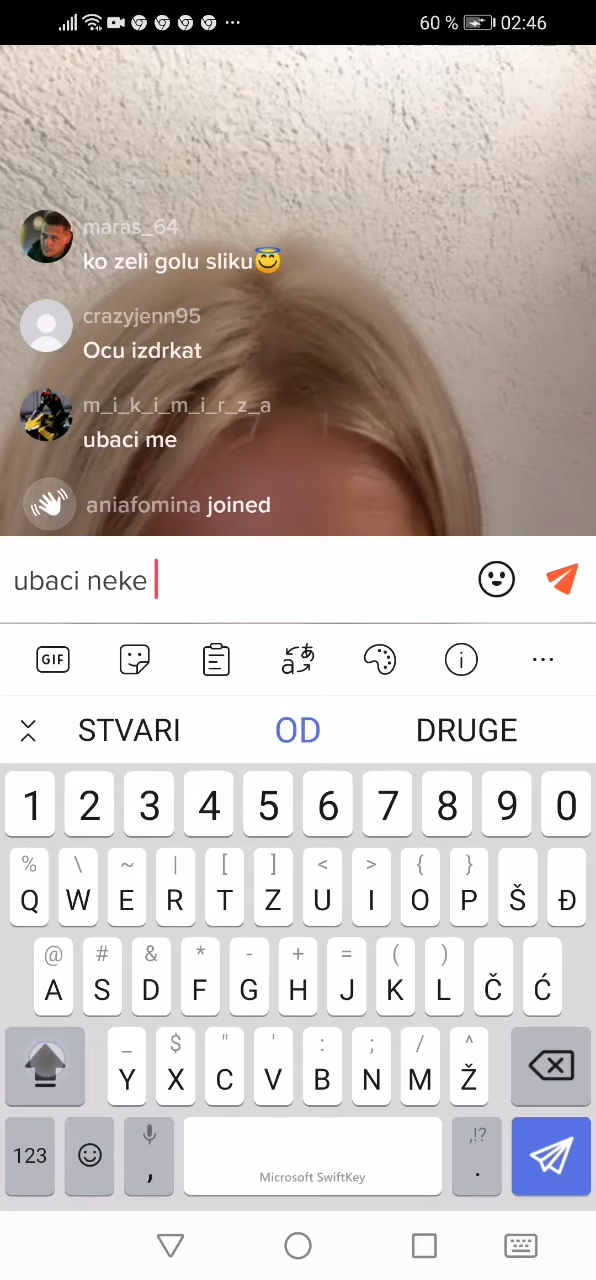 60 % 02:46
maras_64
ko zeli golu sliku😇
crazyjenn95
Ocu izdrkat
m_i_k_i_m_i_r_z_a
ubaci me
aniafomina joined
ubaci neke
GIF
STVARI OD DRUGE
1 2 3 4 5 6 7 8 9 0
% \ ~ | [ ] < > { }
Q W E R T Z U I O P Š Đ
@ # & * - + = ( )
A S D F G H J K L Č Ć
_ $ " ' : ; / ^
Y X C V B N M Ž
123 , Microsoft SwiftKey ,!? .